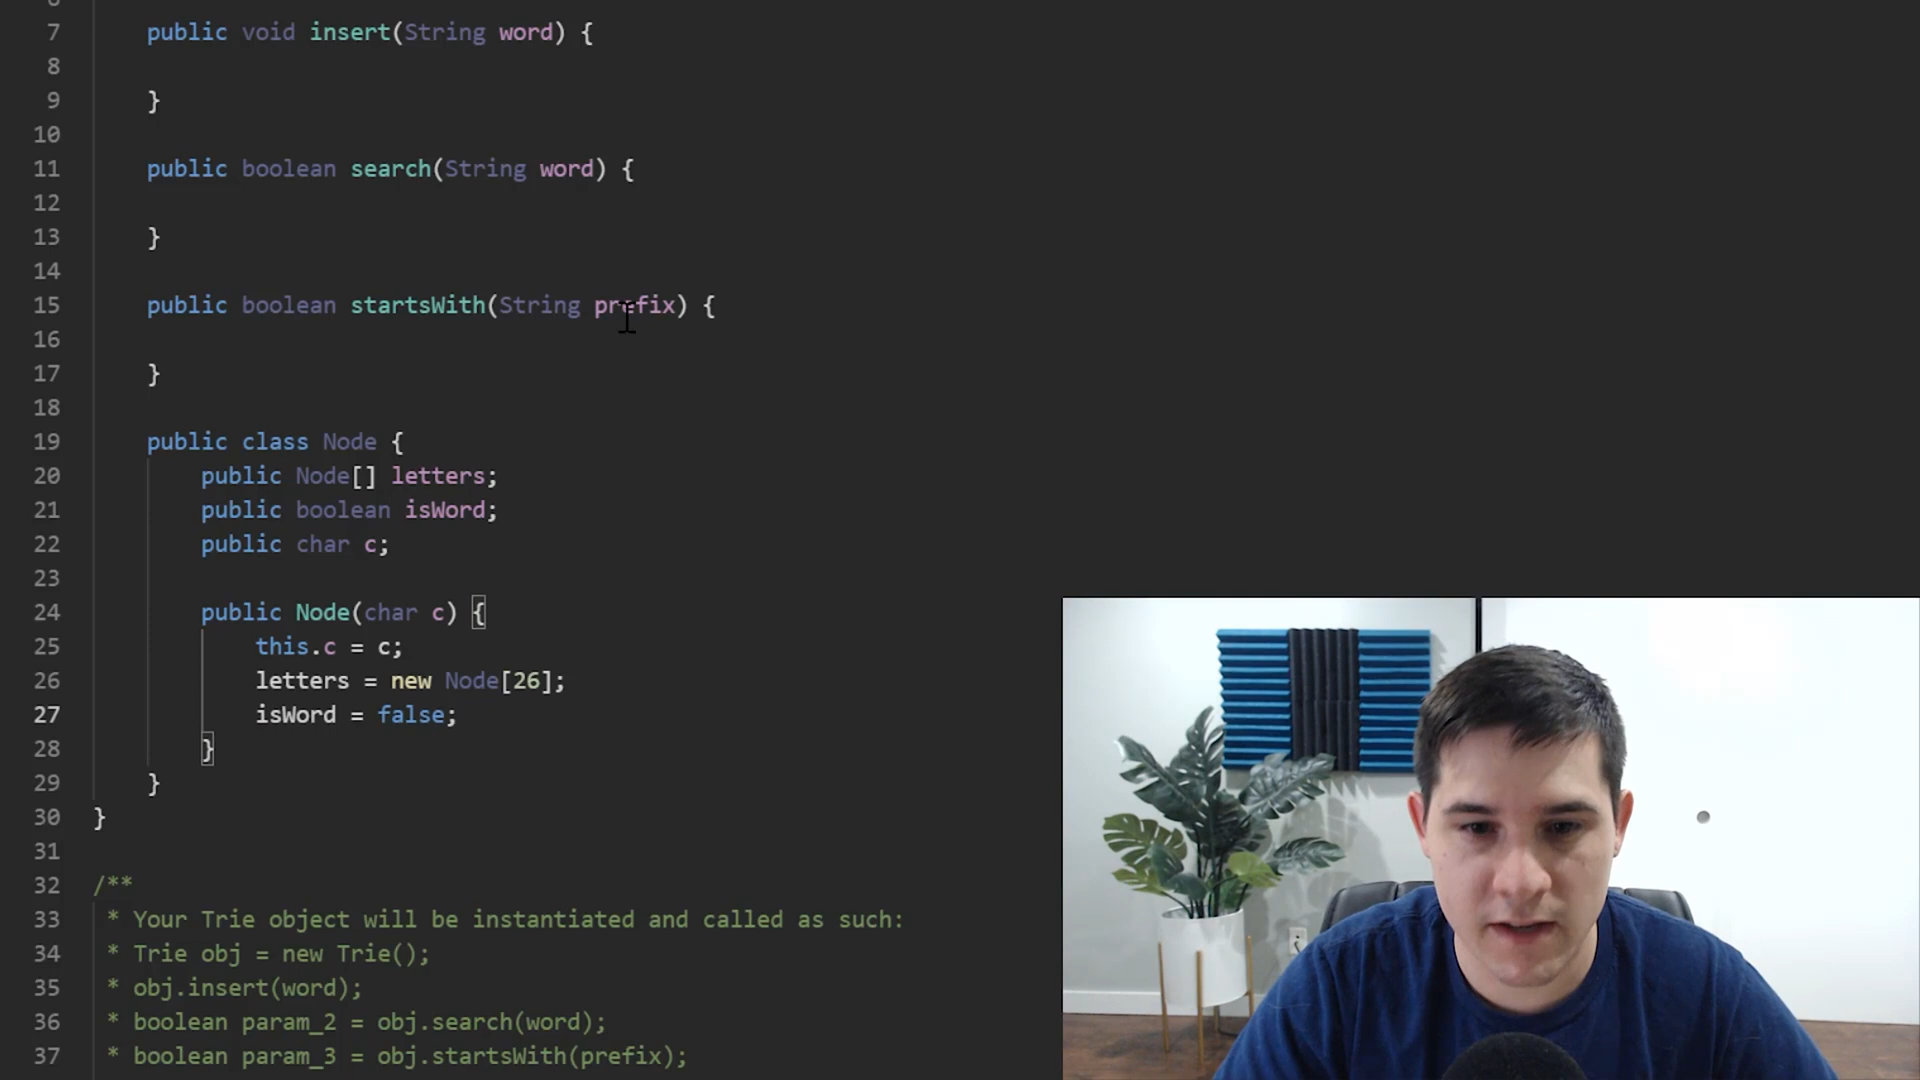 7 public void insert(String word) {
8
9 }
10
11 public boolean search(String word) {
12
13 }
14
15 public boolean startsWith(String prefix) {
16
17 }
18
19 public class Node {
20 public Node[] letters;
21 public boolean isWord;
22 public char c;
23
24 public Node(char c) {
25 this.c = c;
26 letters = new Node[26];
27 isWord = false;
28 }
29 }
30 }
31
32 /**
33 * Your Trie object will be instantiated and called as such:
34 * Trie obj = new Trie();
35 * obj.insert(word);
36 * boolean param_2 = obj.search(word);
37 * boolean param_3 = obj.startsWith(prefix);